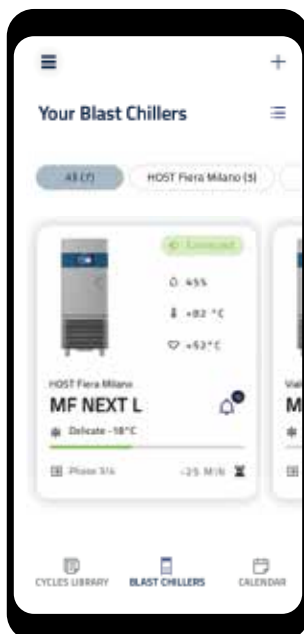 Your Blast Chillers
All (7)
HOST Fiera Milano (3)
Connected
45%
+82 °C
+52°C
HOST Fiera Milano
MF NEXT L
M
Delicate -18°C
Phase 3/4
-25 MIN
CYCLES LIBRARY
BLAST CHILLERS
CALENDAR